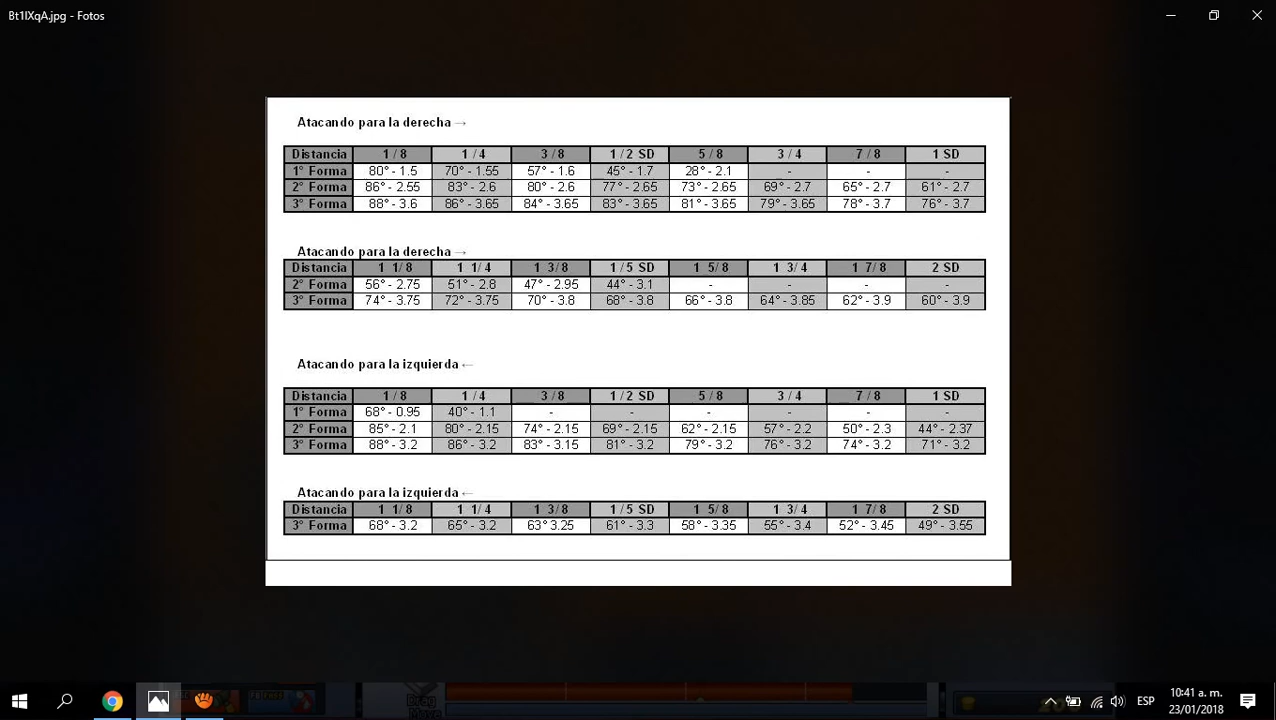 Bt1IXqA.jpg - Fotos
Atacando para la derecha →
Distancia 1 / 8 1 / 4 3 / 8 1 / 2 SD 5 / 8 3 / 4 7 / 8 1 SD
1° Forma 80° - 1.5 70° - 1.55 57° - 1.6 45° - 1.7 28° - 2.1 - - -
2° Forma 86° - 2.55 83° - 2.6 80° - 2.6 77° - 2.65 73° - 2.65 69° - 2.7 65° - 2.7 61° - 2.7
3° Forma 88° - 3.6 86° - 3.65 84° - 3.65 83° - 3.65 81° - 3.65 79° - 3.65 78° - 3.7 76° - 3.7
Atacando para la derecha →
Distancia 1 1/ 8 1 1/ 4 1 3/ 8 1 / 5 SD 1 5/ 8 1 3/ 4 1 7/ 8 2 SD
2° Forma 56° - 2.75 51° - 2.8 47° - 2.95 44° - 3.1 - - - -
3° Forma 74° - 3.75 72° - 3.75 70° - 3.8 68° - 3.8 66° - 3.8 64° - 3.85 62° - 3.9 60° - 3.9
Atacando para la izquierda ←
Distancia 1 / 8 1 / 4 3 / 8 1 / 2 SD 5 / 8 3 / 4 7 / 8 1 SD
1° Forma 68° - 0.95 40° - 1.1 - - - - - -
2° Forma 85° - 2.1 80° - 2.15 74° - 2.15 69° - 2.15 62° - 2.15 57° - 2.2 50° - 2.3 44° - 2.37
3° Forma 88° - 3.2 86° - 3.2 83° - 3.15 81° - 3.2 79° - 3.2 76° - 3.2 74° - 3.2 71° - 3.2
Atacando para la izquierda ←
Distancia 1 1/ 8 1 1/ 4 1 3/ 8 1 / 5 SD 1 5/ 8 1 3/ 4 1 7/ 8 2 SD
3° Forma 68° - 3.2 65° - 3.2 63° 3.25 61° - 3.3 58° - 3.35 55° - 3.4 52° - 3.45 49° - 3.55
Drag
ESP
10:41 a. m.
23/01/2018